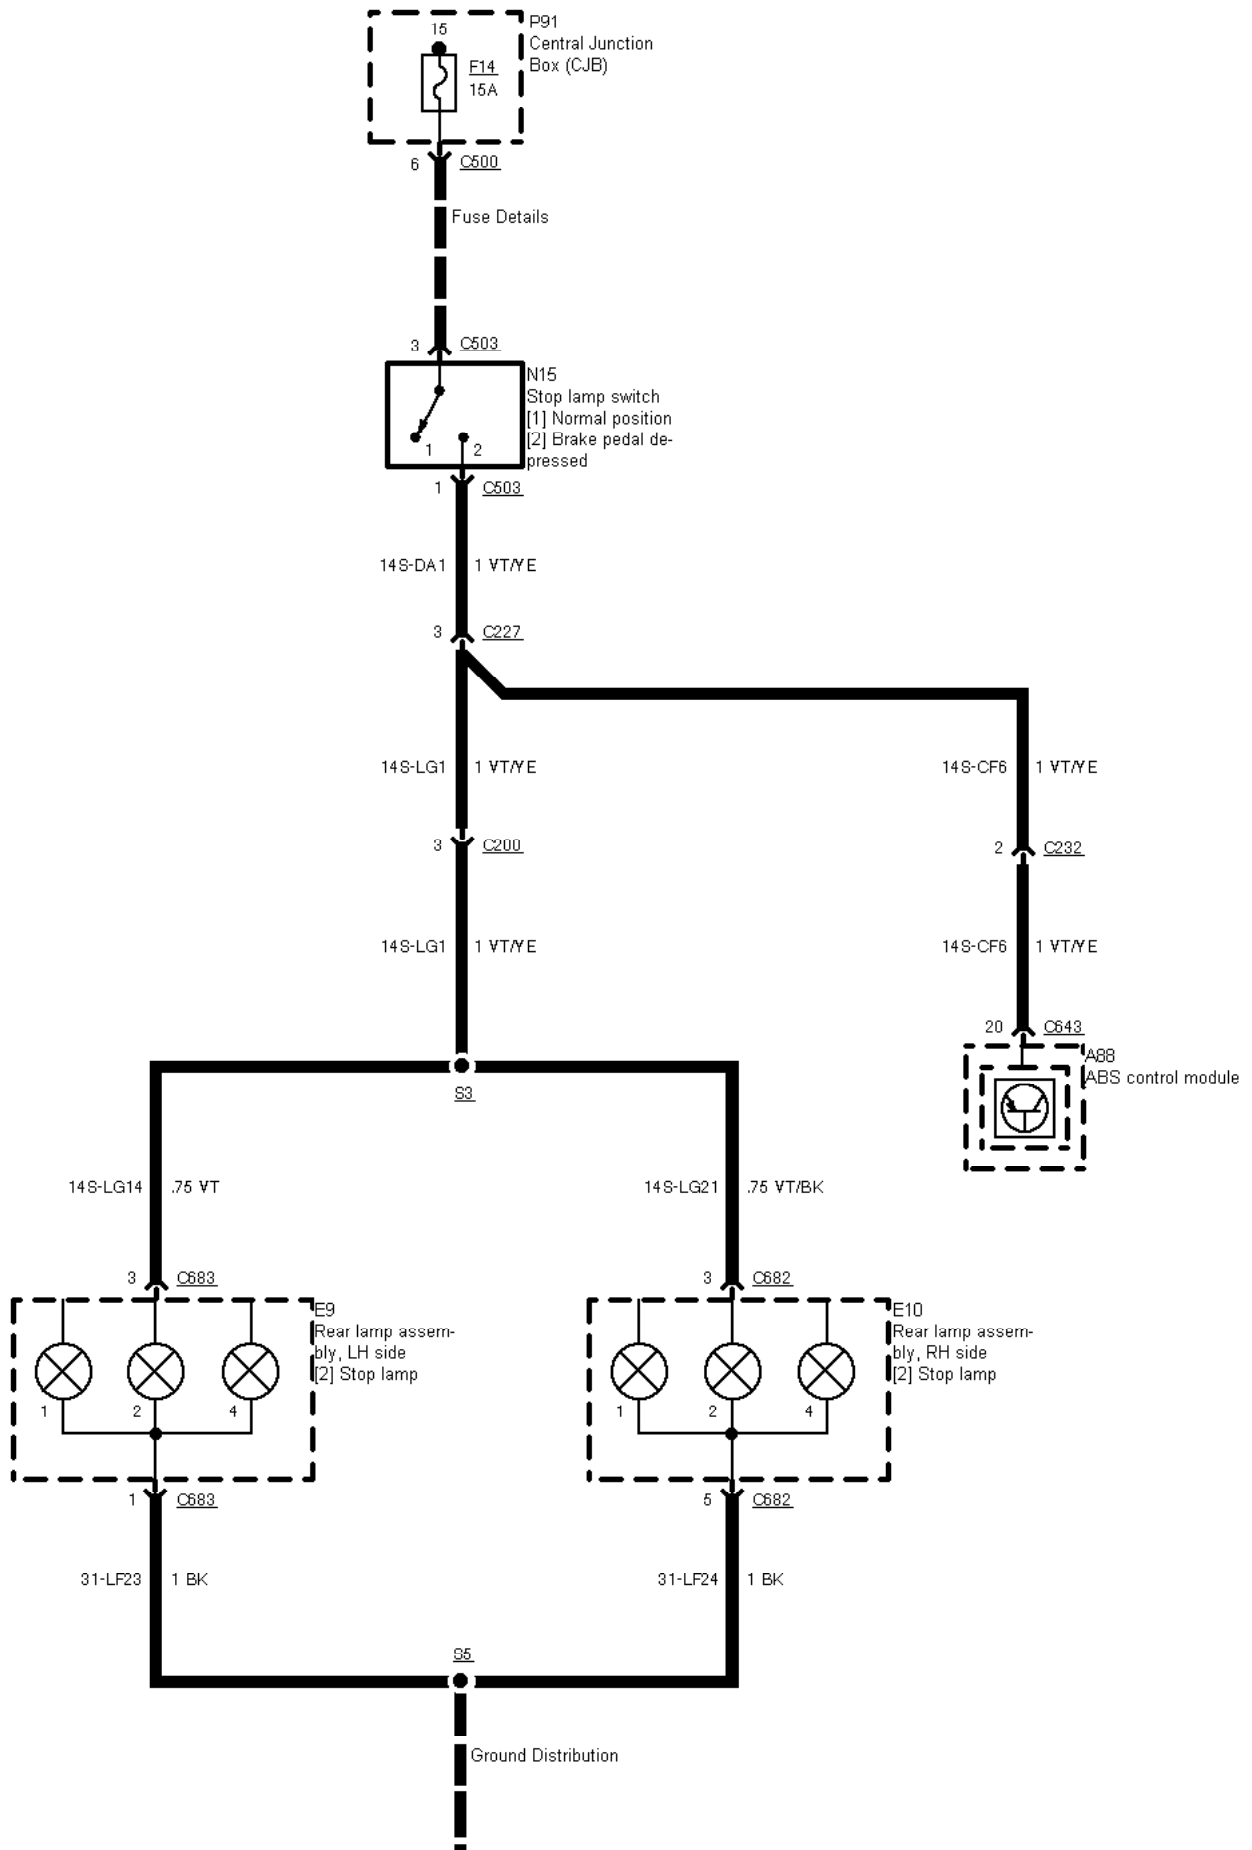 15
P91
Central Junction
Box (CJB)
F14
15A
6
C500
Fuse Details
3
C503
N15
Stop lamp switch
[1] Normal position
[2] Brake pedal de-
pressed
1
2
1
C503
14S-DA1
1 VT/YE
3
C227
14S-LG1
1 VT/YE
14S-CF6
1 VT/YE
3
C200
2
C232
14S-LG1
1 VT/YE
14S-CF6
1 VT/YE
20
C643
A88
ABS control module
S3
14S-LG14
.75 VT
14S-LG21
.75 VT/BK
3
C683
3
C682
E9
Rear lamp assem-
bly, LH side
[2] Stop lamp
1
2
4
E10
Rear lamp assem-
bly, RH side
[2] Stop lamp
1
2
4
1
C683
5
C682
31-LF23
1 BK
31-LF24
1 BK
S5
Ground Distribution